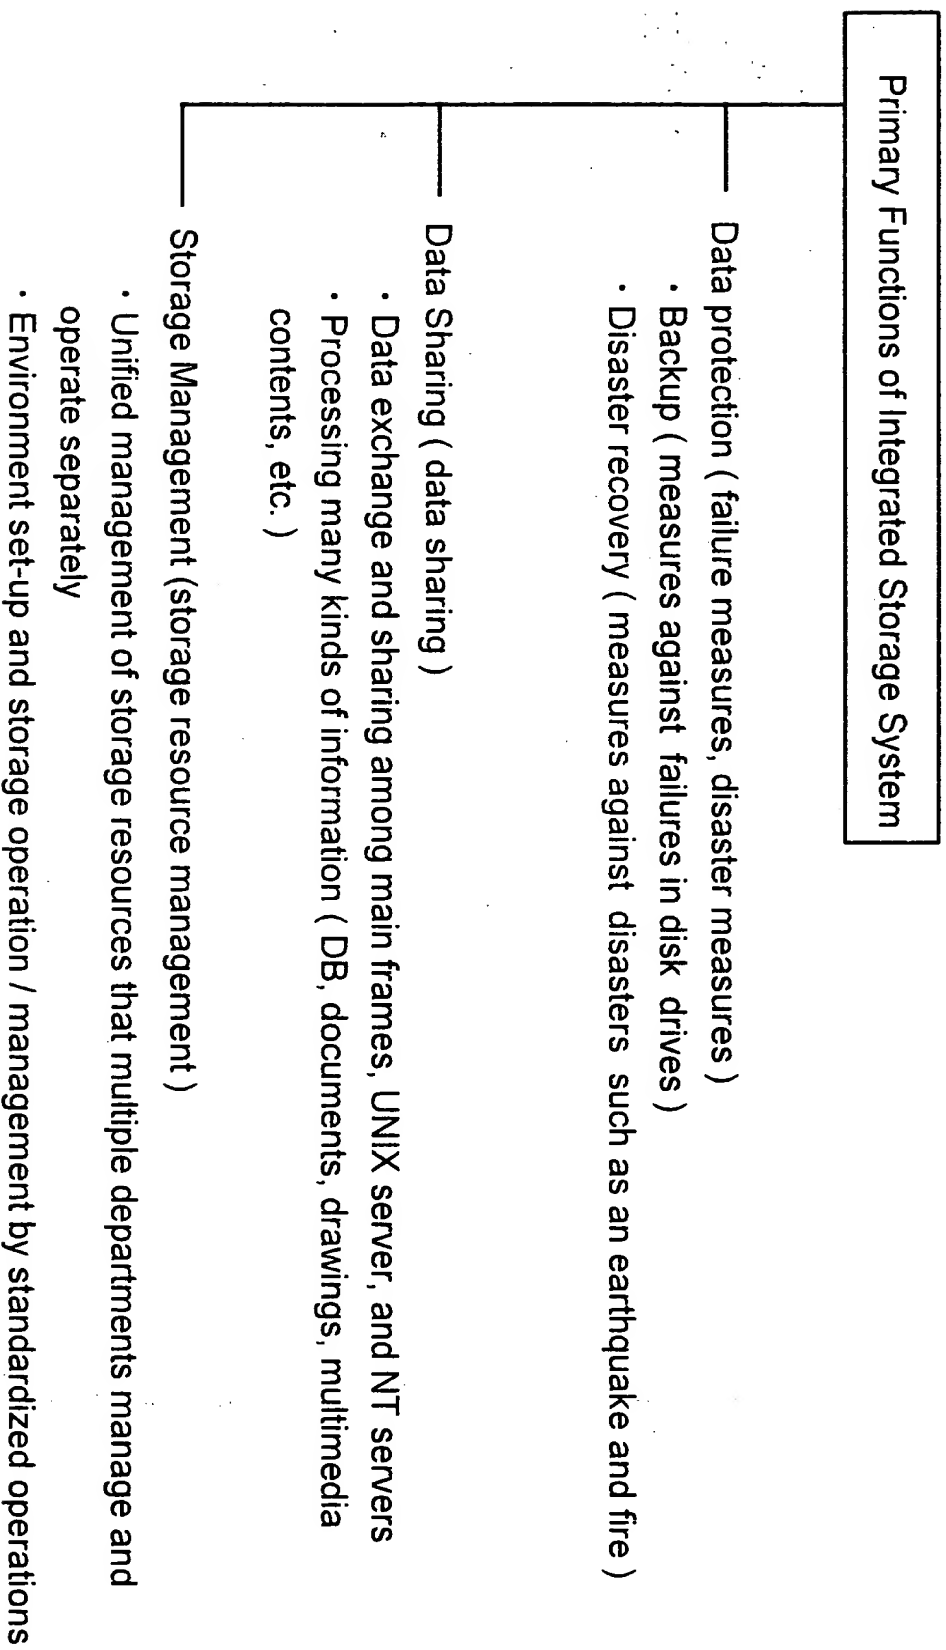 Primary Functions of Integrated Storage System
Data protection ( failure measures, disaster measures )
・Backup ( measures against failures in disk drives )
・Disaster recovery ( measures against disasters such as an earthquake and fire )
Data Sharing ( data sharing )
・Data exchange and sharing among main frames, UNIX server, and NT servers
・Processing many kinds of information ( DB, documents, drawings, multimedia
contents, etc. )
Storage Management (storage resource management )
・Unified management of storage resources that multiple departments manage and
operate separately
・Environment set-up and storage operation / management by standardized operations